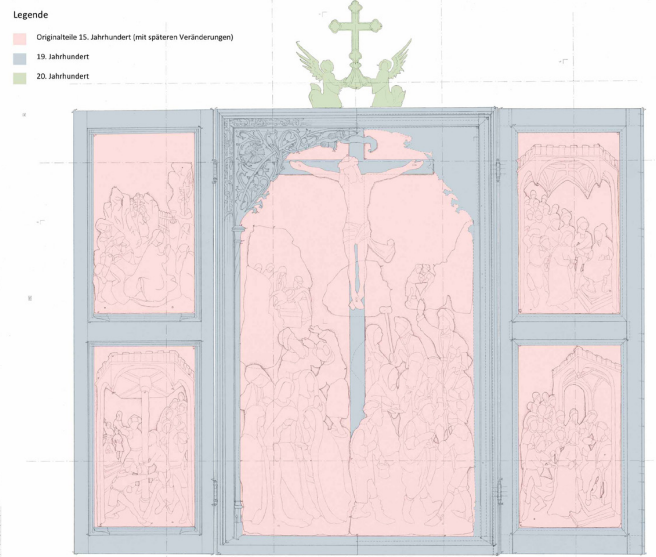 Legende
Originalteile 15. Jahrhundert (mit späteren Veränderungen)
19. Jahrhundert
20. Jahrhundert